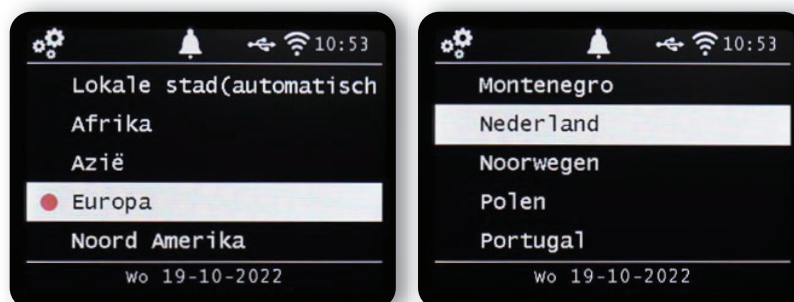 10:53
Lokale stad(automatisch
Afrika
Azië
Europa
Noord Amerika
Wo 19-10-2022
10:53
Montenegro
Nederland
Noorwegen
Polen
Portugal
Wo 19-10-2022